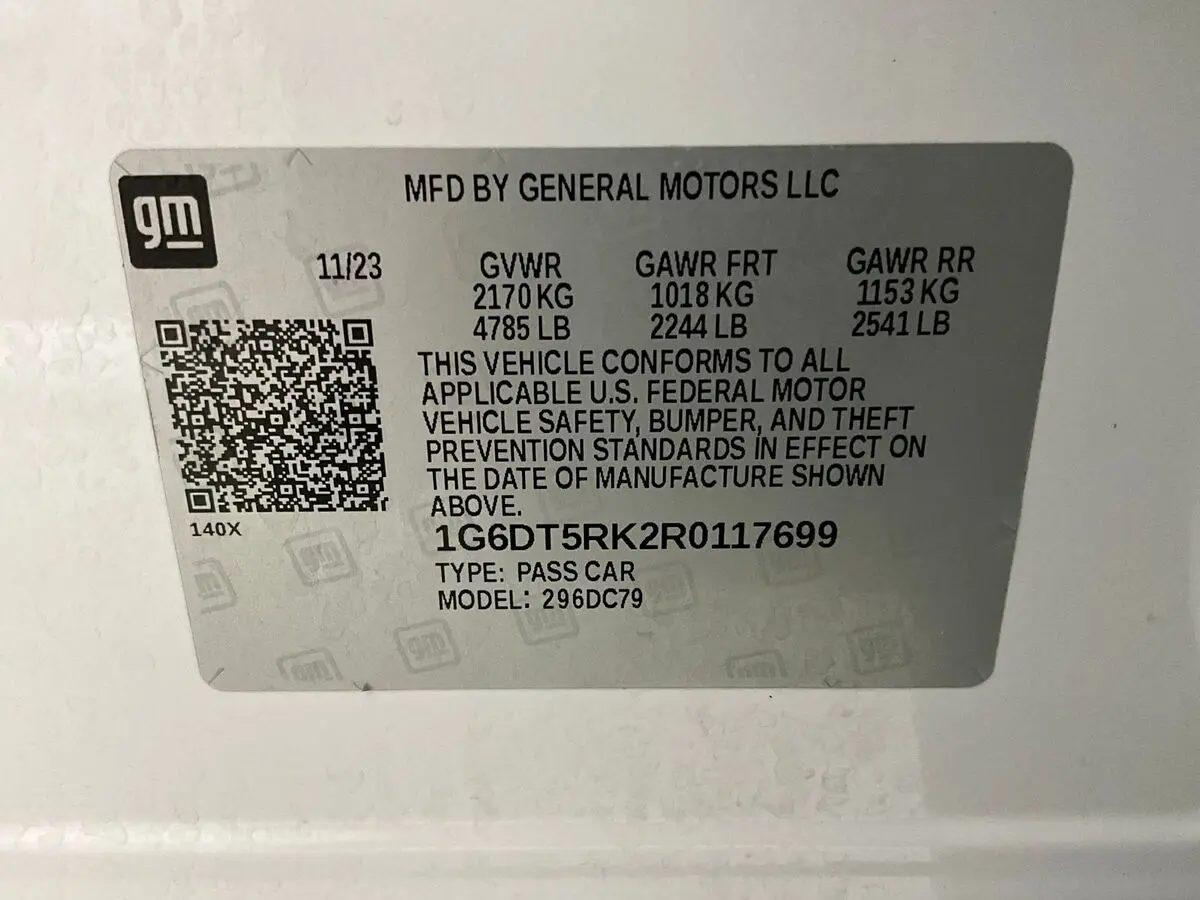 gm
MFD BY GENERAL MOTORS LLC
11/23 GVWR GAWR FRT GAWR RR
2170 KG 1018 KG 1153 KG
4785 LB 2244 LB 2541 LB
THIS VEHICLE CONFORMS TO ALL
APPLICABLE U.S. FEDERAL MOTOR
VEHICLE SAFETY, BUMPER, AND THEFT
PREVENTION STANDARDS IN EFFECT ON
THE DATE OF MANUFACTURE SHOWN
ABOVE.
140X
1G6DT5RK2R0117699
TYPE: PASS CAR
MODEL: 296DC79